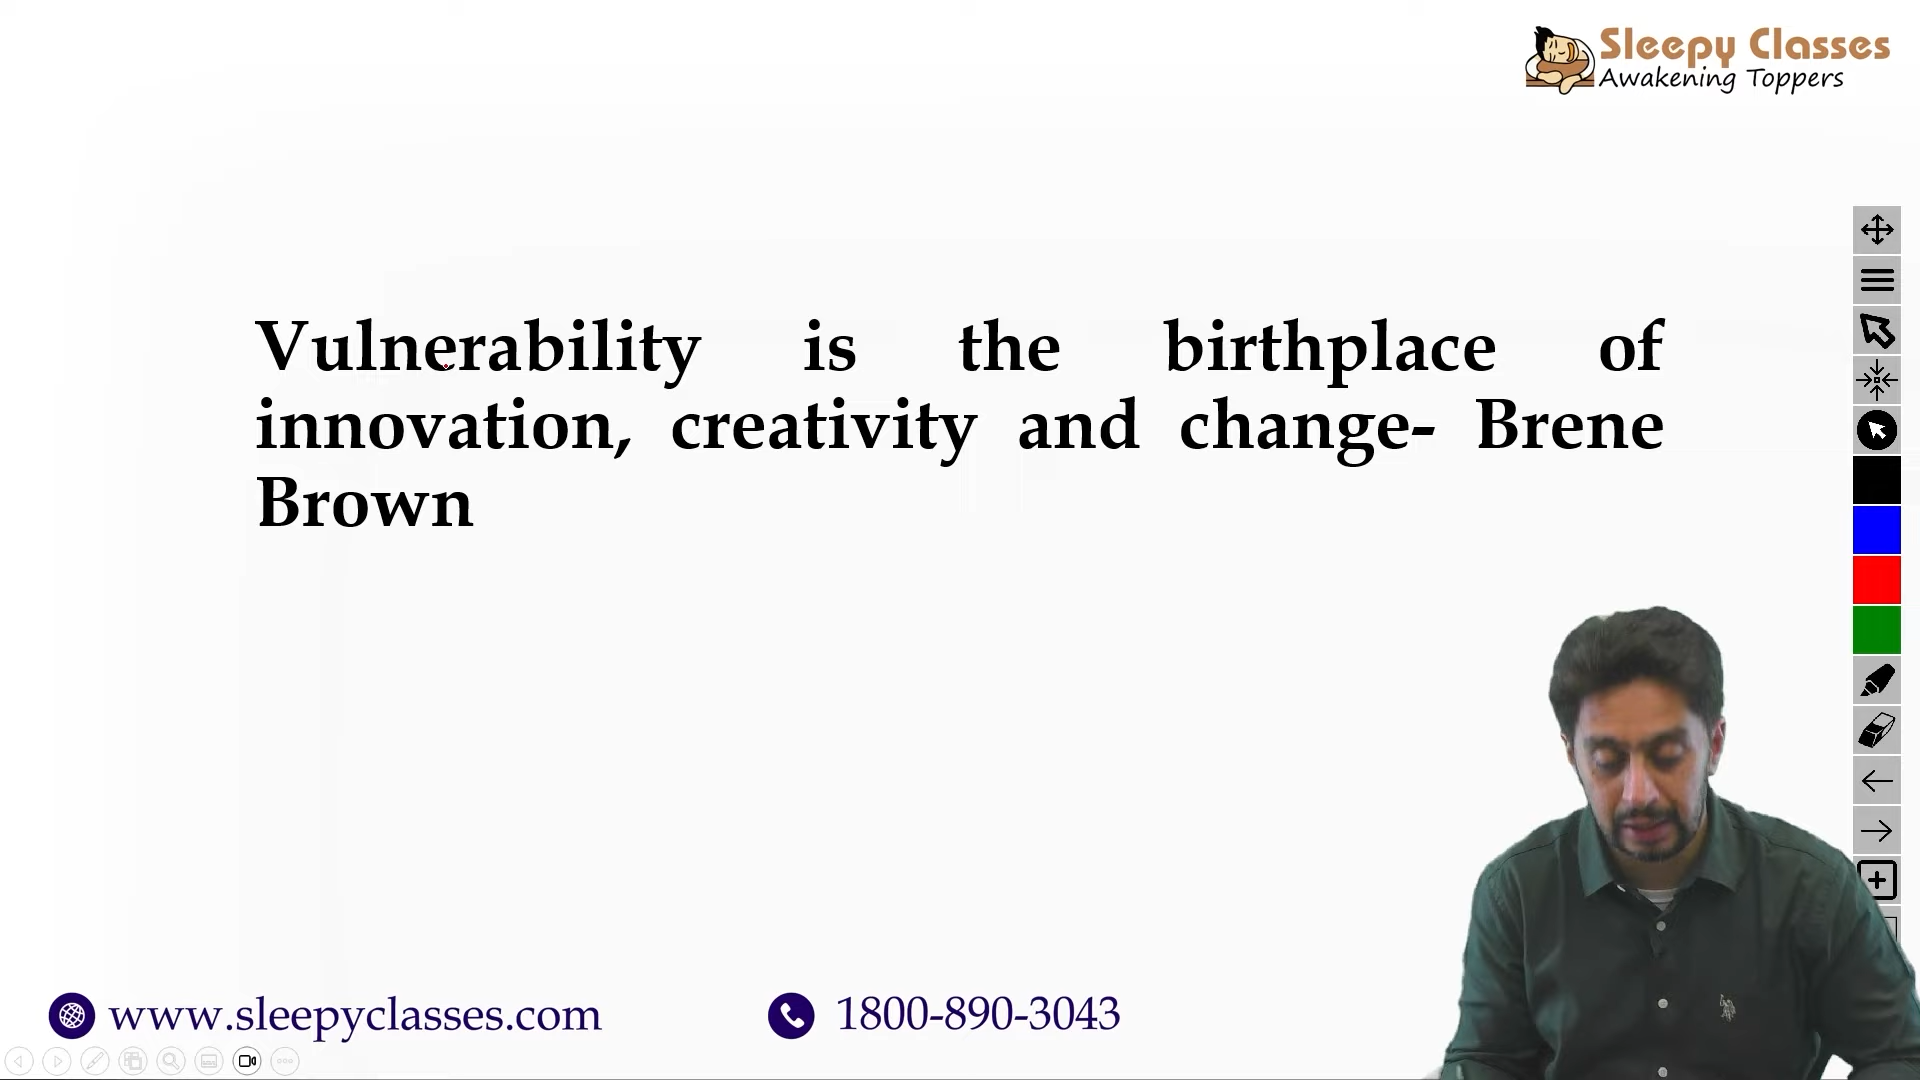 Sleepy Classes
Awakening Toppers
Vulnerability is the birthplace of
innovation, creativity and change- Brene
Brown
www.sleepyclasses.com
1800-890-3043